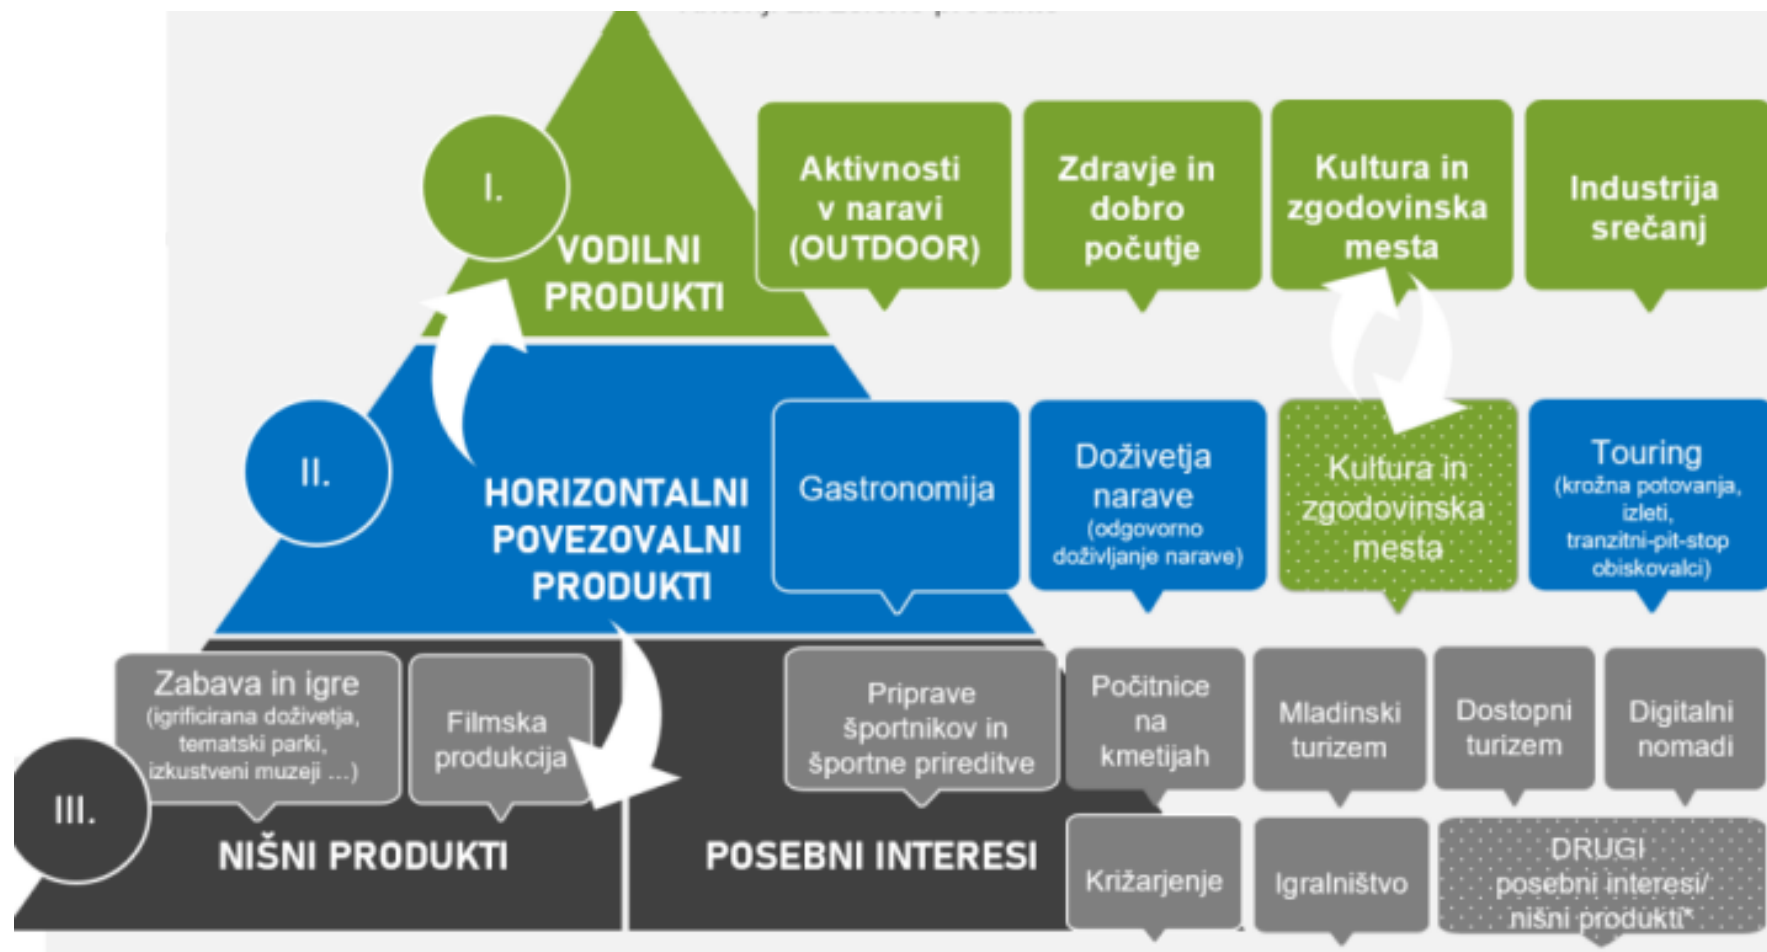 I.
VODILNI
PRODUKTI
Aktivnosti
v naravi
(OUTDOOR)
Zdravje in
dobro
počutje
Kultura in
zgodovinska
mesta
Industrija
srečanj
II.
HORIZONTALNI
POVEZOVALNI
PRODUKTI
Gastronomija
Doživetja
narave
(odgovorno
doživljanje narave)
Kultura in
zgodovinska
mesta
Touring
(krožna potovanja,
izleti,
tranzitni-pit-stop
obiskovalci)
Zabava in igre
(igrificirana doživetja,
tematski parki,
izkustveni muzeji ...)
Filmska
produkcija
Priprave
športnikov in
športne prireditve
Počitnice
na
kmetijah
Mladinski
turizem
Dostopni
turizem
Digitalni
nomadi
III.
NIŠNI PRODUKTI
POSEBNI INTERESI
Križarjenje
Igralništvo
DRUGI
posebni interesi/
nišni produkti*